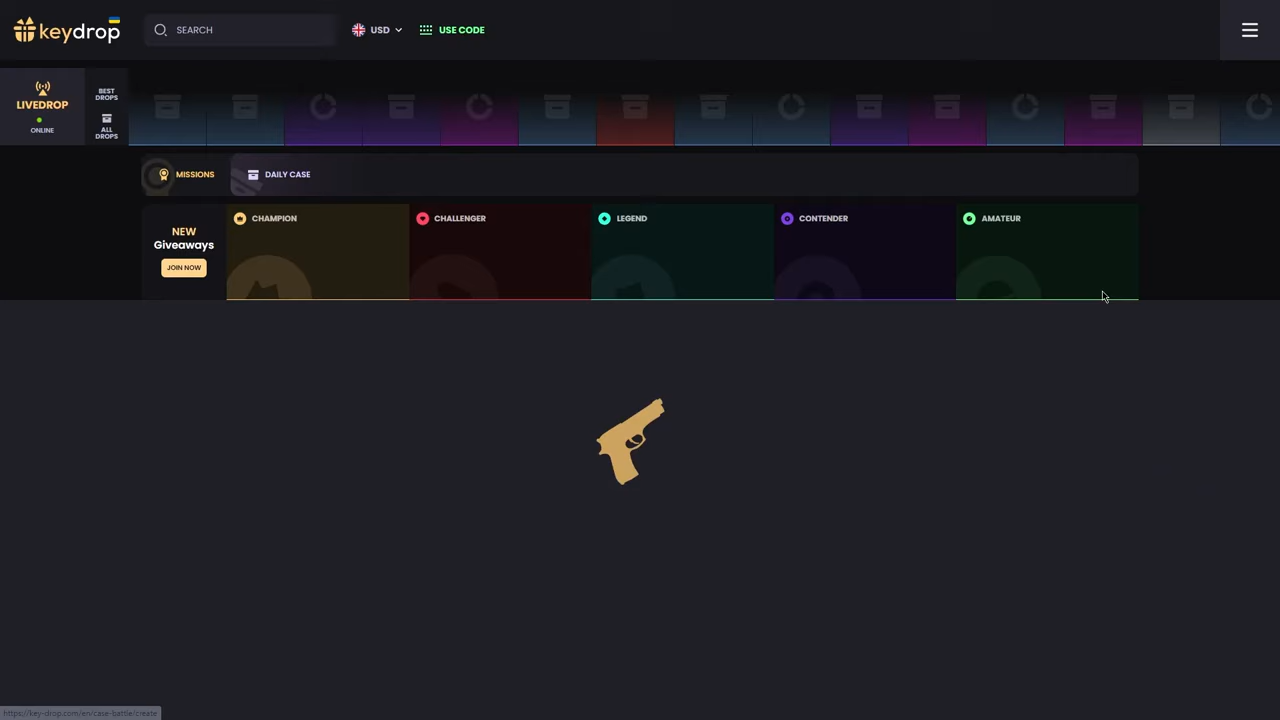 keydrop
SEARCH
USD
USE CODE
LIVEDROP
ONLINE
BEST
DROPS
ALL
DROPS
MISSIONS
DAILY CASE
NEW
Giveaways
JOIN NOW
CHAMPION
CHALLENGER
LEGEND
CONTENDER
AMATEUR
https://key-drop.com/en/case-battle/create